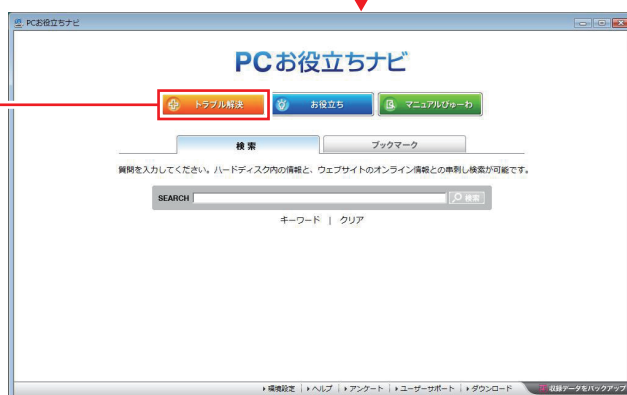 PCお役立ちナビ
PCお役立ちナビ
トラブル解決 お役立ち マニュアルびゅーわ
検索 ブックマーク
質問を入力してください。ハードディスク内の情報と、ウェブサイトのオンライン情報との串刺し検索が可能です。
SEARCH 検索
キーワード | クリア
環境設定 | ヘルプ | アンケート | ユーザーサポート | ダウンロード 収録データをバックアップ